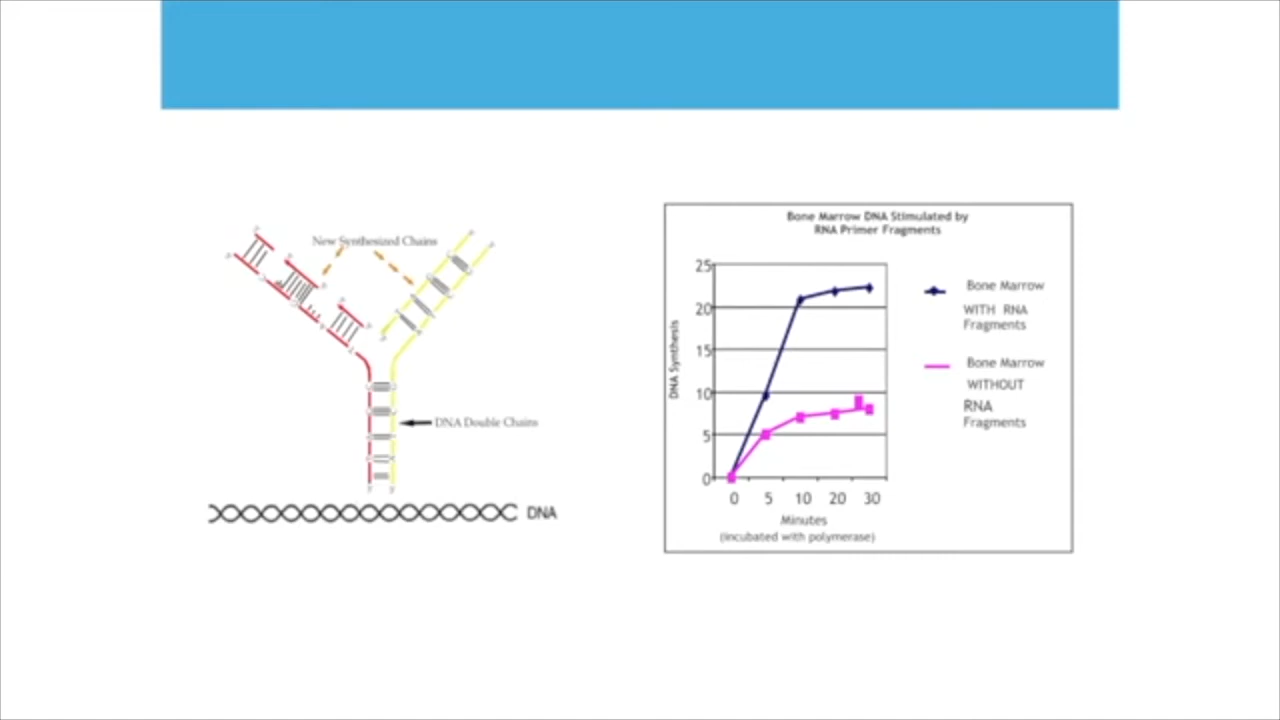 New Synthesized Chains
DNA Double Chains
DNA
Bone Marrow DNA Stimulated by
RNA Primer Fragments
25
20
15
10
5
0
DNA Synthesis
0 5 10 20 30
Minutes
(incubated with polymerase)
Bone Marrow
WITH RNA
Fragments
Bone Marrow
WITHOUT
RNA
Fragments